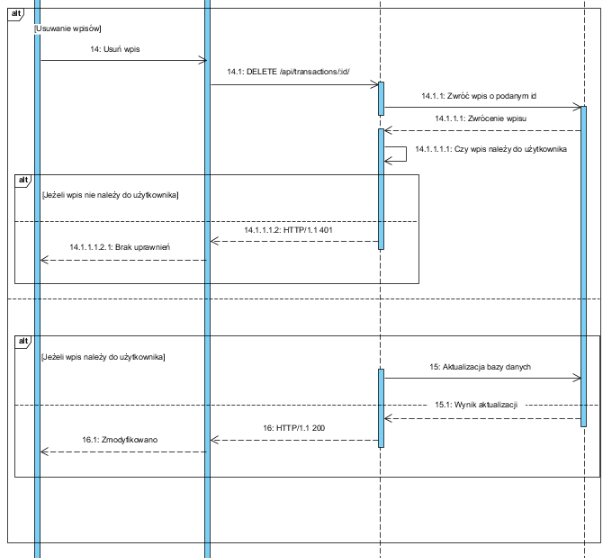 alt
[Usuwanie wpisów]
14: Usuń wpis
14.1: DELETE /api/transactions/:id/
14.1.1: Zwróć wpis o podanym id
14.1.1.1: Zwrócenie wpisu
14.1.1.1.1: Czy wpis należy do użytkownika
alt
[Jeżeli wpis nie należy do użytkownika]
14.1.1.1.2: HTTP/1.1 401
14.1.1.1.2.1: Brak uprawnień
alt
[Jeżeli wpis należy do użytkownika]
15: Aktualizacja bazy danych
15.1: Wynik aktualizacji
16: HTTP/1.1 200
16.1: Zmodyfikowano